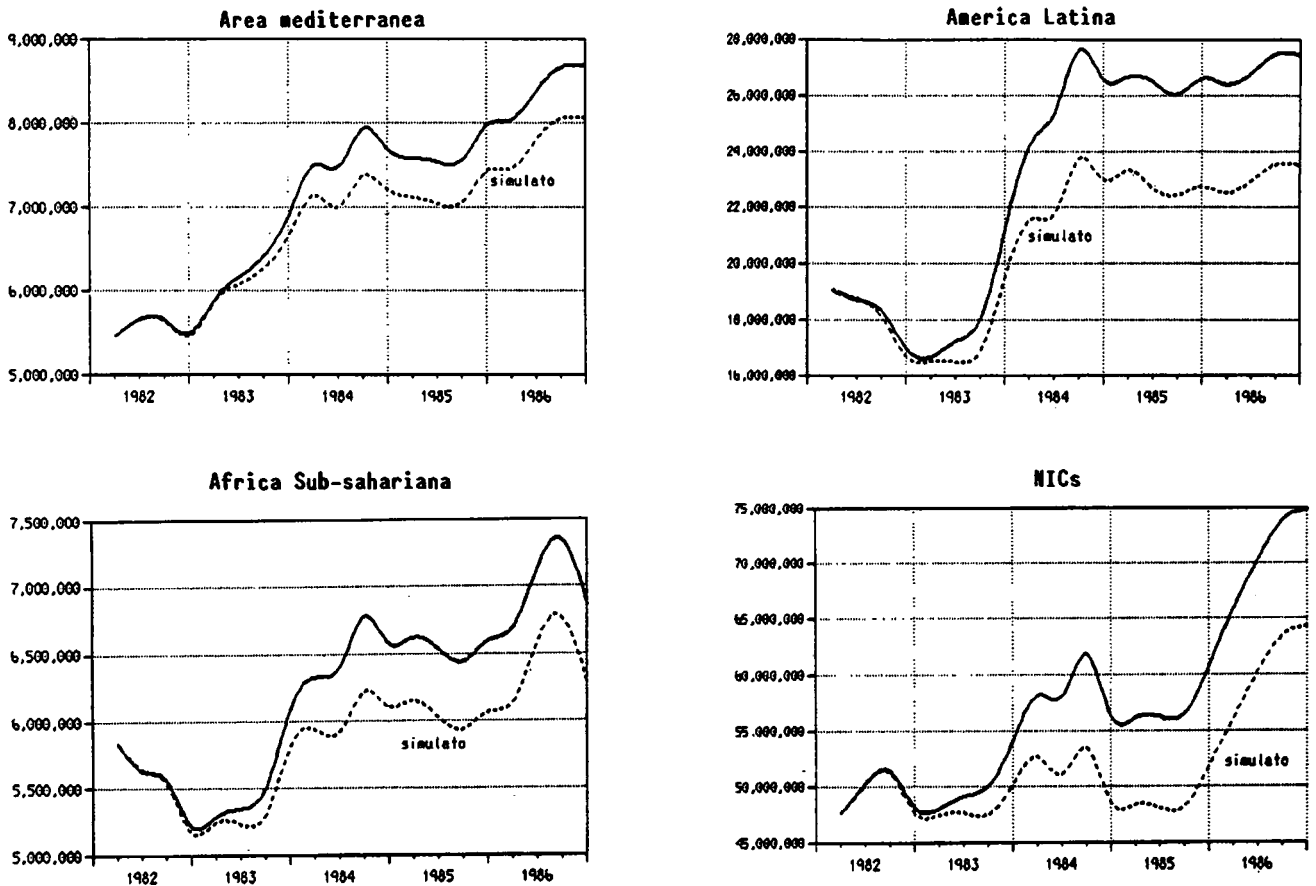 Area mediterranea
9,000,000
8,000,000
7,000,000
6,000,000
5,000,000
simulato
1982 1983 1984 1985 1986
America Latina
28,000,000
26,000,000
24,000,000
22,000,000
20,000,000
18,000,000
16,000,000
simulato
1982 1983 1984 1985 1986
Africa Sub-sahariana
7,500,000
7,000,000
6,500,000
6,000,000
5,500,000
5,000,000
simulato
1982 1983 1984 1985 1986
NICs
75,000,000
70,000,000
65,000,000
60,000,000
55,000,000
50,000,000
45,000,000
simulato
1982 1983 1984 1985 1986